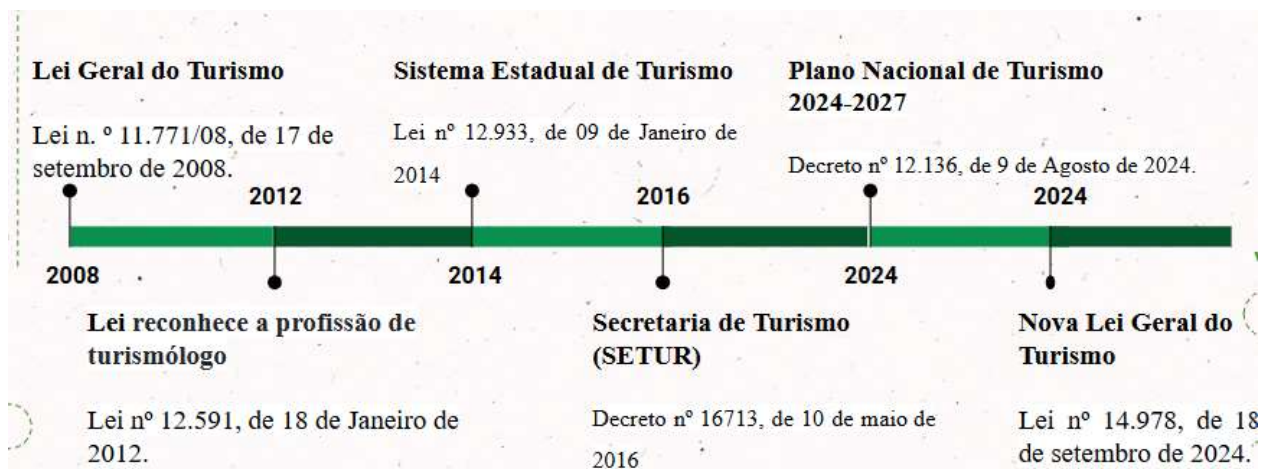 Lei Geral do Turismo
Lei n. º 11.771/08, de 17 de
setembro de 2008.
Sistema Estadual de Turismo
Lei nº 12.933, de 09 de Janeiro de
2014
Plano Nacional de Turismo
2024-2027
Decreto nº 12.136, de 9 de Agosto de 2024.
2012
2016
2024
2008
2014
2024
Lei reconhece a profissão de
turismólogo
Lei nº 12.591, de 18 de Janeiro de
2012.
Secretaria de Turismo
(SETUR)
Decreto nº 16713, de 10 de maio de
2016
Nova Lei Geral do
Turismo
Lei nº 14.978, de 18
de setembro de 2024.